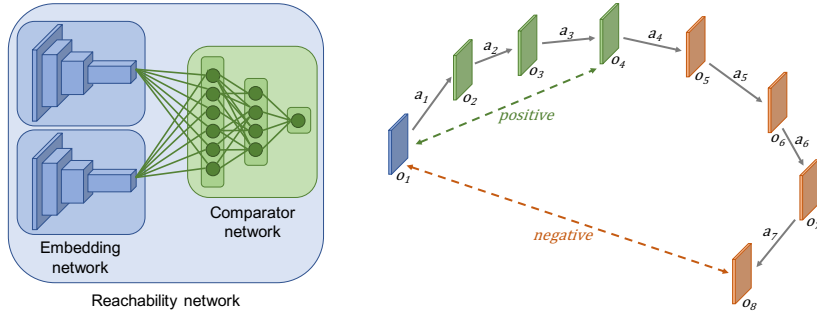 Embedding
network
Comparator
network
Reachability network
a₁
a₂
a₃
a₄
a₅
a₆
a₇
o₁
o₂
o₃
o₄
o₅
o₆
o₈
positive
negative